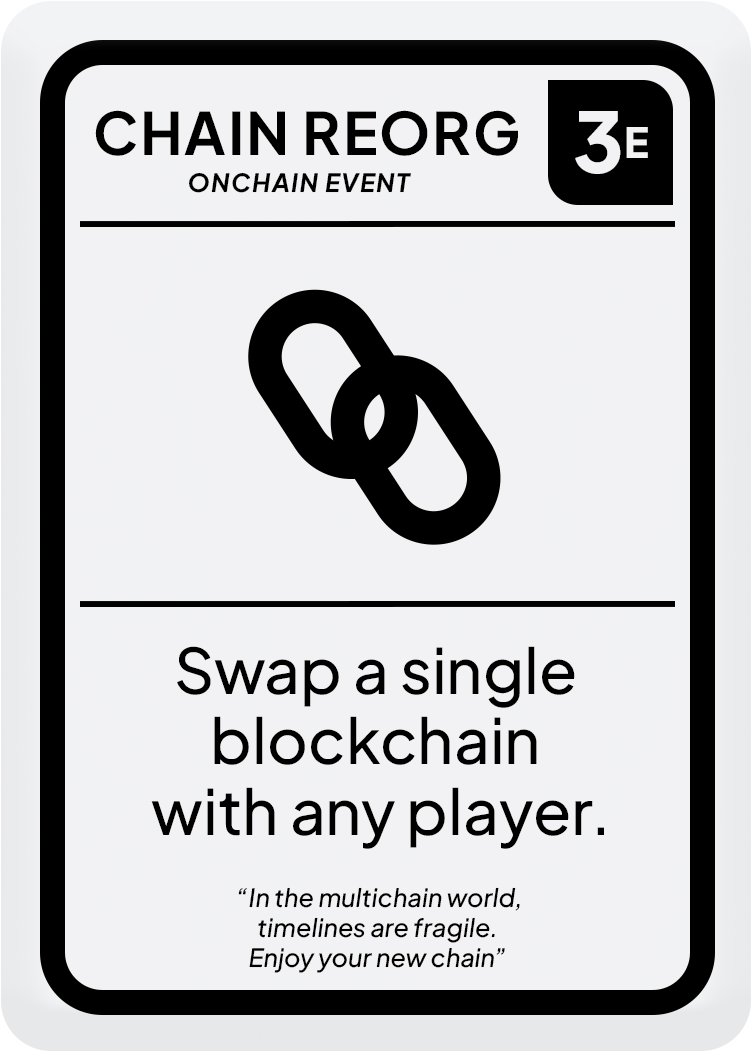 CHAIN REORG
3E
ONCHAIN EVENT
Swap a single
blockchain
with any player.
“In the multichain world,
timelines are fragile.
Enjoy your new chain”